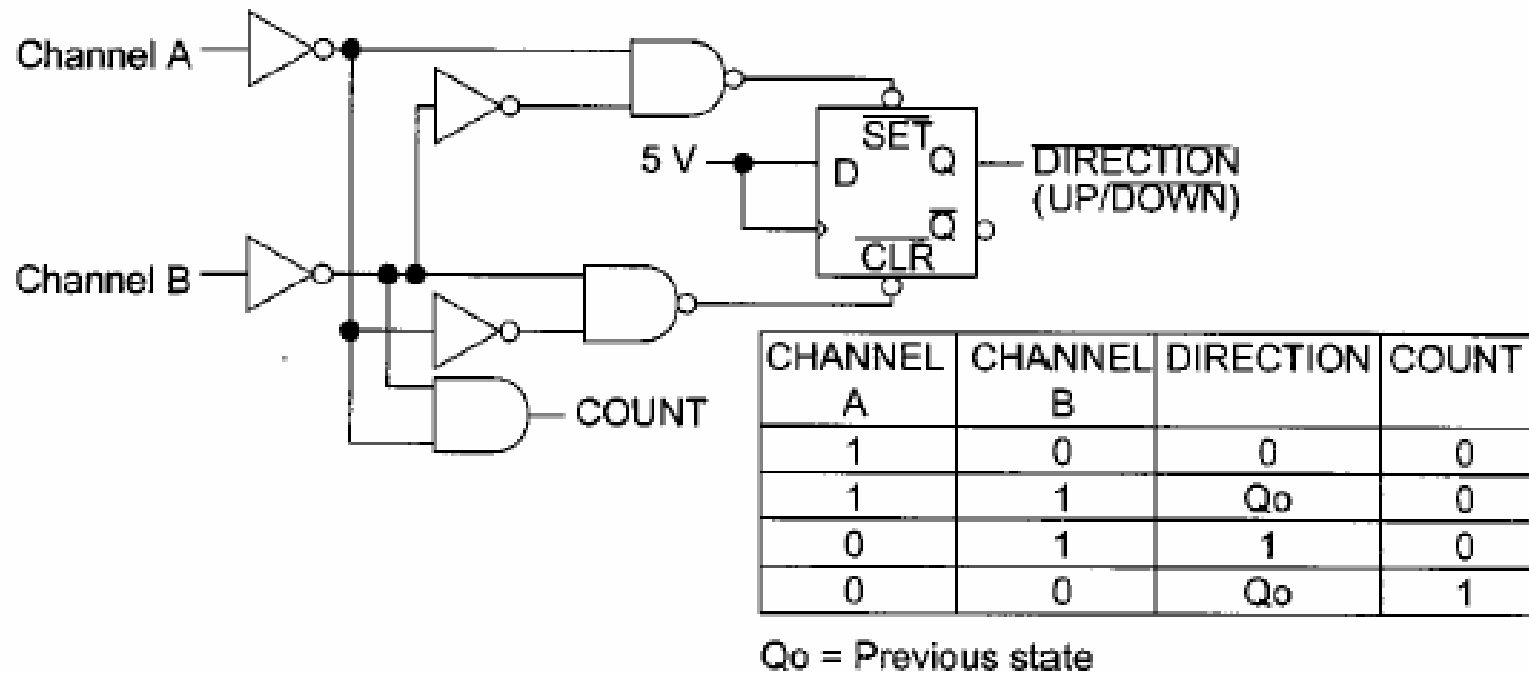 Channel A
5 V
D
SET
Q
DIRECTION
(UP/DOWN)
Q
CLR
Channel B
COUNT
CHANNEL A CHANNEL B DIRECTION COUNT
1 0 0 0
1 1 Qo 0
0 1 1 0
0 0 Qo 1
Qo = Previous state